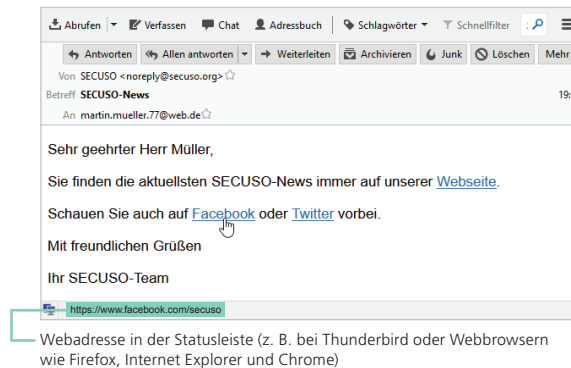 Abrufen Verfassen Chat Adressbuch Schlagwörter Schnellfilter
Antworten Allen antworten Weiterleiten Archivieren Junk Löschen Mehr
Von SECUSO <noreply@secuso.org>
Betreff SECUSO-News 19:
An martin.mueller.77@web.de
Sehr geehrter Herr Müller,
Sie finden die aktuellsten SECUSO-News immer auf unserer Webseite.
Schauen Sie auch auf Facebook oder Twitter vorbei.
Mit freundlichen Grüßen
Ihr SECUSO-Team
https://www.facebook.com/secuso
Webadresse in der Statusleiste (z. B. bei Thunderbird oder Webbrowsern
wie Firefox, Internet Explorer und Chrome)